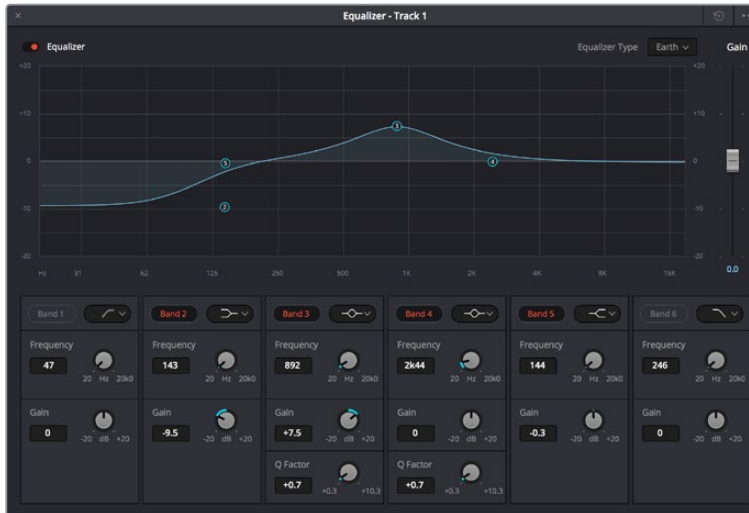 Equalizer - Track 1
Equalizer
Equalizer Type Earth Gain
+20 +20
+10 +10
0 0
-10 -10
-20 -20
Hz 31 62 125 250 500 1K 2K 4K 8K 16K
0.0
5 3 4 2
Band 1 Band 2 Band 3 Band 4 Band 5 Band 6
Frequency Frequency Frequency Frequency Frequency Frequency
47 143 892 2k44 144 246
20 Hz 20k0 20 Hz 20k0 20 Hz 20k0 20 Hz 20k0 20 Hz 20k0 20 Hz 20k0
Gain Gain Gain Gain Gain Gain
0 -9.5 +7.5 0 -0.3 0
-20 dB +20 -20 dB +20 -20 dB +20 -20 dB +20 -20 dB +20 -20 dB +20
Q Factor Q Factor
+0.7 +0.7
+0.3 +10.3 +0.3 +10.3